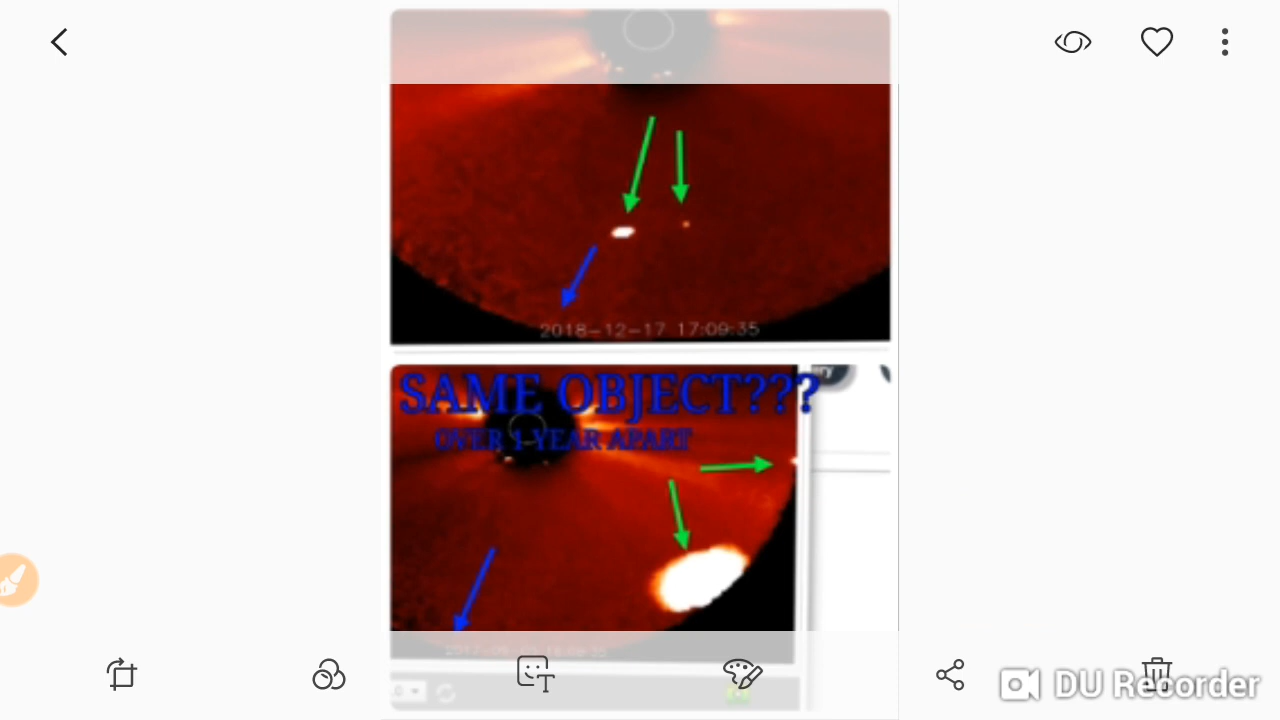 2018-12-17 17:09:35
SAME OBJECT???
OVER 1 YEAR APART
DU Recorder